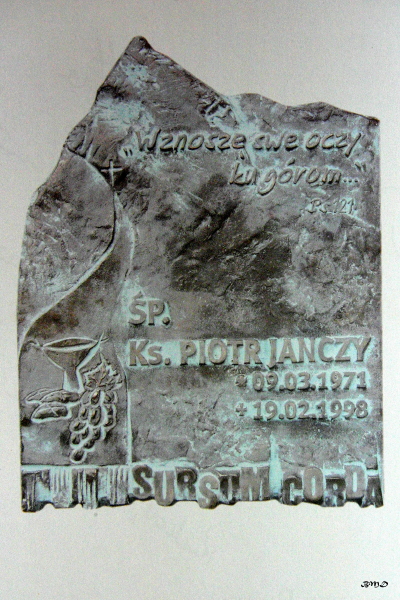 „Wznoszę swe oczy
ku górom..."
Ps. 121
ŚP.
Ks. PIOTR JANCZY
* 09.03.1971
+ 19.02.1998
SURSUM CORDA